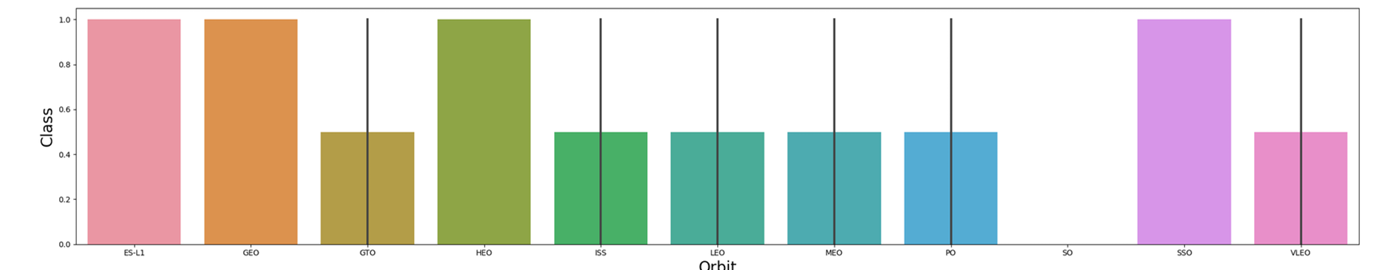 1.0
0.8
0.6
0.4
0.2
0.0
Class
ES-L1 GEO GTO HEO ISS LEO MEO PO SO SSO VLEO
Orbit